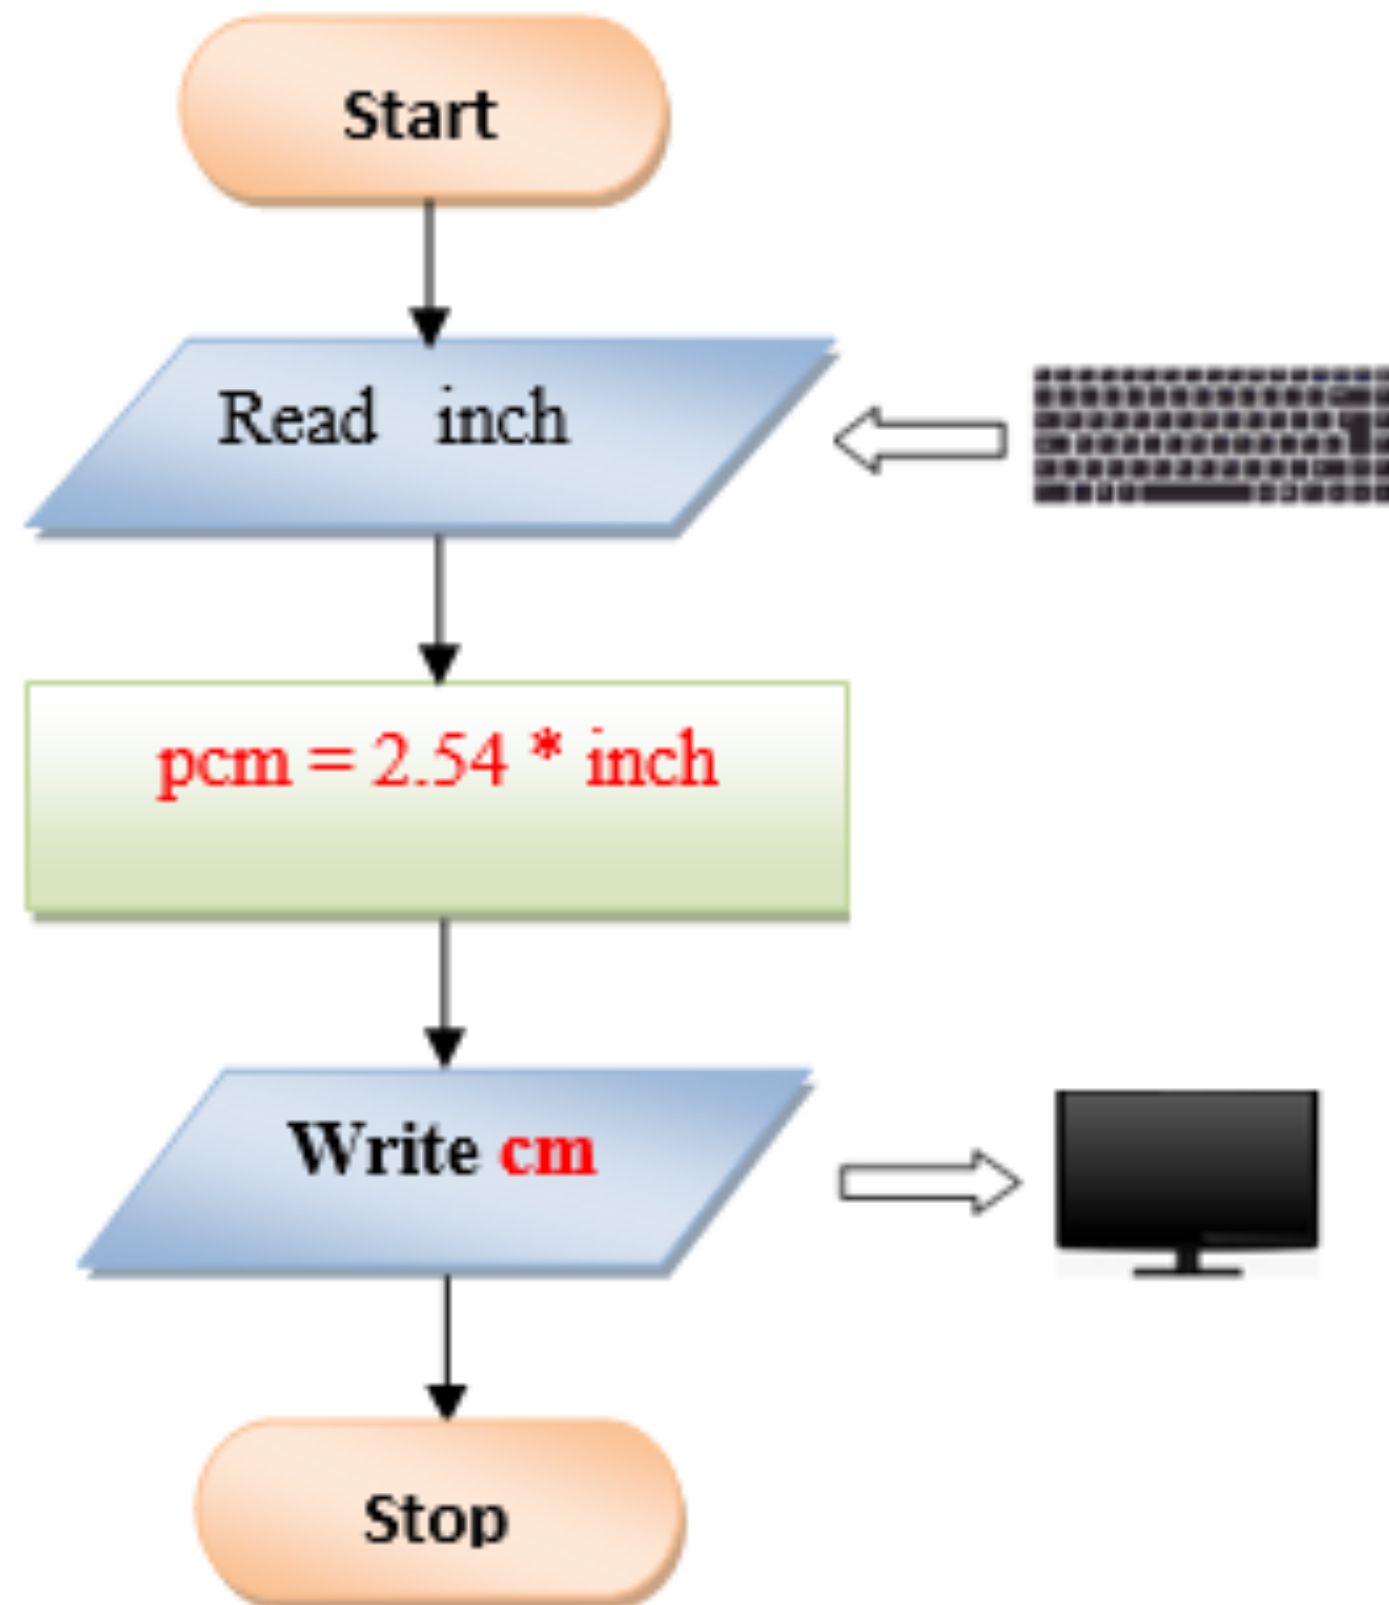 Start
Read inch
pcm = 2.54 * inch
Write cm
Stop